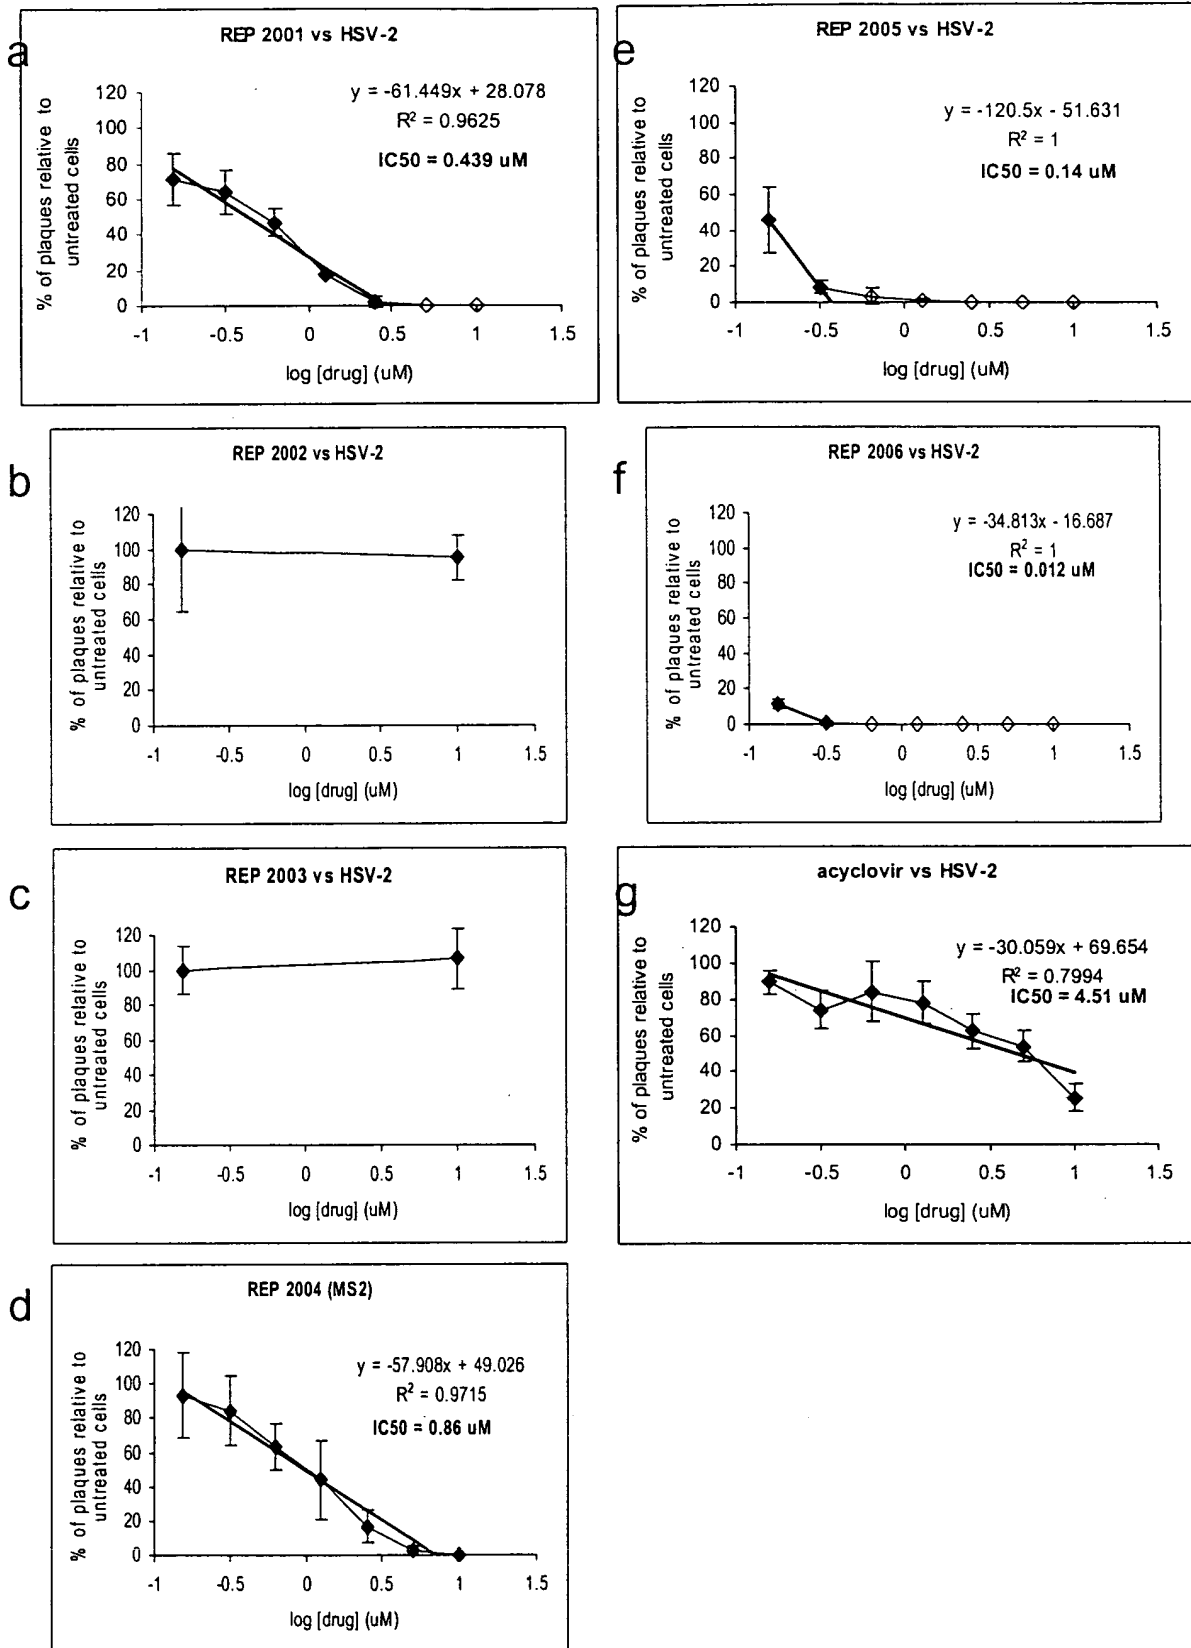 a
REP 2001 vs HSV-2
% of plaques relative to
untreated cells
120
100
80
60
40
20
0
y = -61.449x + 28.078
R² = 0.9625
IC50 = 0.439 uM
-1 -0.5 0 0.5 1 1.5
log [drug] (uM)
e
REP 2005 vs HSV-2
% of plaques relative to
untreated cells
120
100
80
60
40
20
0
y = -120.5x - 51.631
R² = 1
IC50 = 0.14 uM
-1 -0.5 0 0.5 1 1.5
log [drug] (uM)
b
REP 2002 vs HSV-2
% of plaques relative to
untreated cells
120
100
80
60
40
20
0
-1 -0.5 0 0.5 1 1.5
log [drug] (uM)
f
REP 2006 vs HSV-2
% of plaques relative to
untreated cells
120
100
80
60
40
20
0
y = -34.813x - 16.687
R² = 1
IC50 = 0.012 uM
-1 -0.5 0 0.5 1 1.5
log [drug] (uM)
c
REP 2003 vs HSV-2
% of plaques relative to
untreated cells
120
100
80
60
40
20
0
-1 -0.5 0 0.5 1 1.5
log [drug] (uM)
g
acyclovir vs HSV-2
% of plaques relative to
untreated cells
120
100
80
60
40
20
0
y = -30.059x + 69.654
R² = 0.7994
IC50 = 4.51 uM
-1 -0.5 0 0.5 1 1.5
log [drug] (uM)
d
REP 2004 (MS2)
% of plaques relative to
untreated cells
120
100
80
60
40
20
0
y = -57.908x + 49.026
R² = 0.9715
IC50 = 0.86 uM
-1 -0.5 0 0.5 1 1.5
log [drug] (uM)